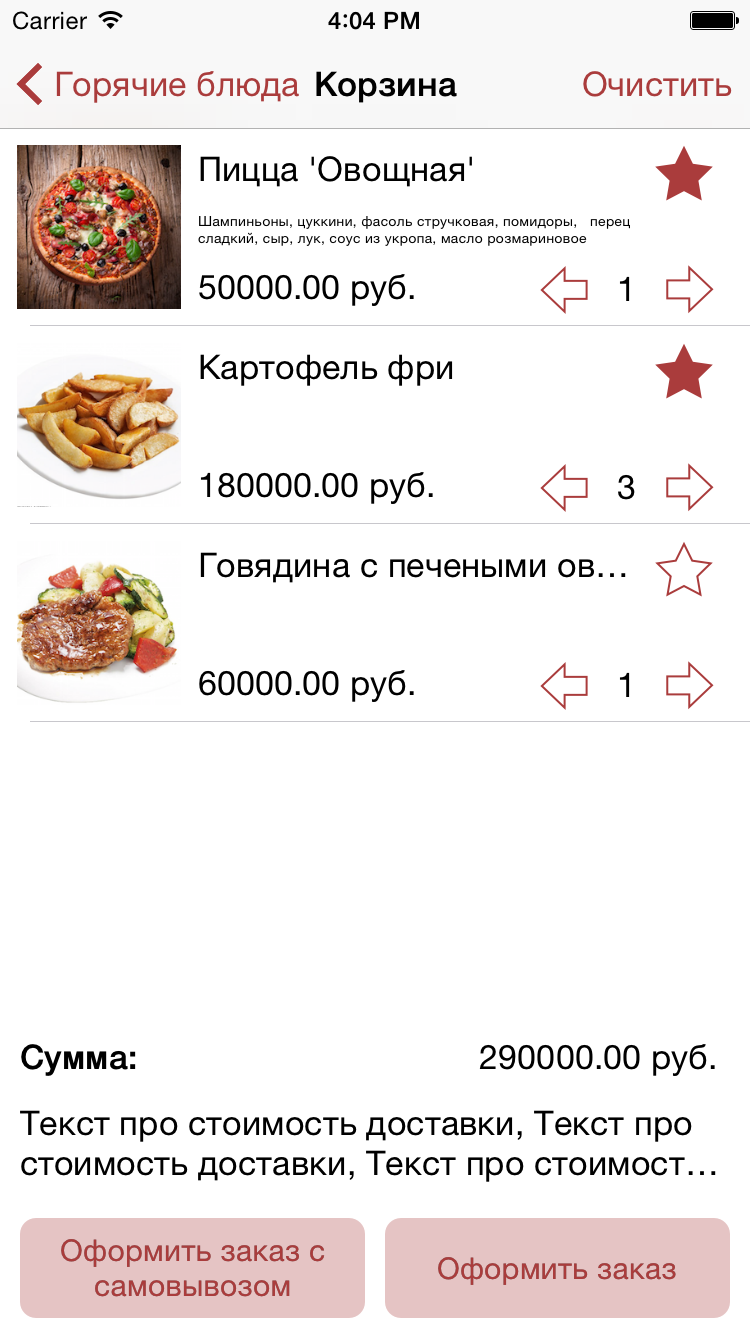 Carrier 4:04 PM
Горячие блюда Корзина Очистить
Пицца 'Овощная'
Шампиньоны, цуккини, фасоль стручковая, помидоры, перец
сладкий, сыр, лук, соус из укропа, масло розмариновое
50000.00 руб. 1
Картофель фри
180000.00 руб. 3
Говядина с печеными ов...
60000.00 руб. 1
Сумма: 290000.00 руб.
Текст про стоимость доставки, Текст про
стоимость доставки, Текст про стоимост...
Оформить заказ с
самовывозом
Оформить заказ